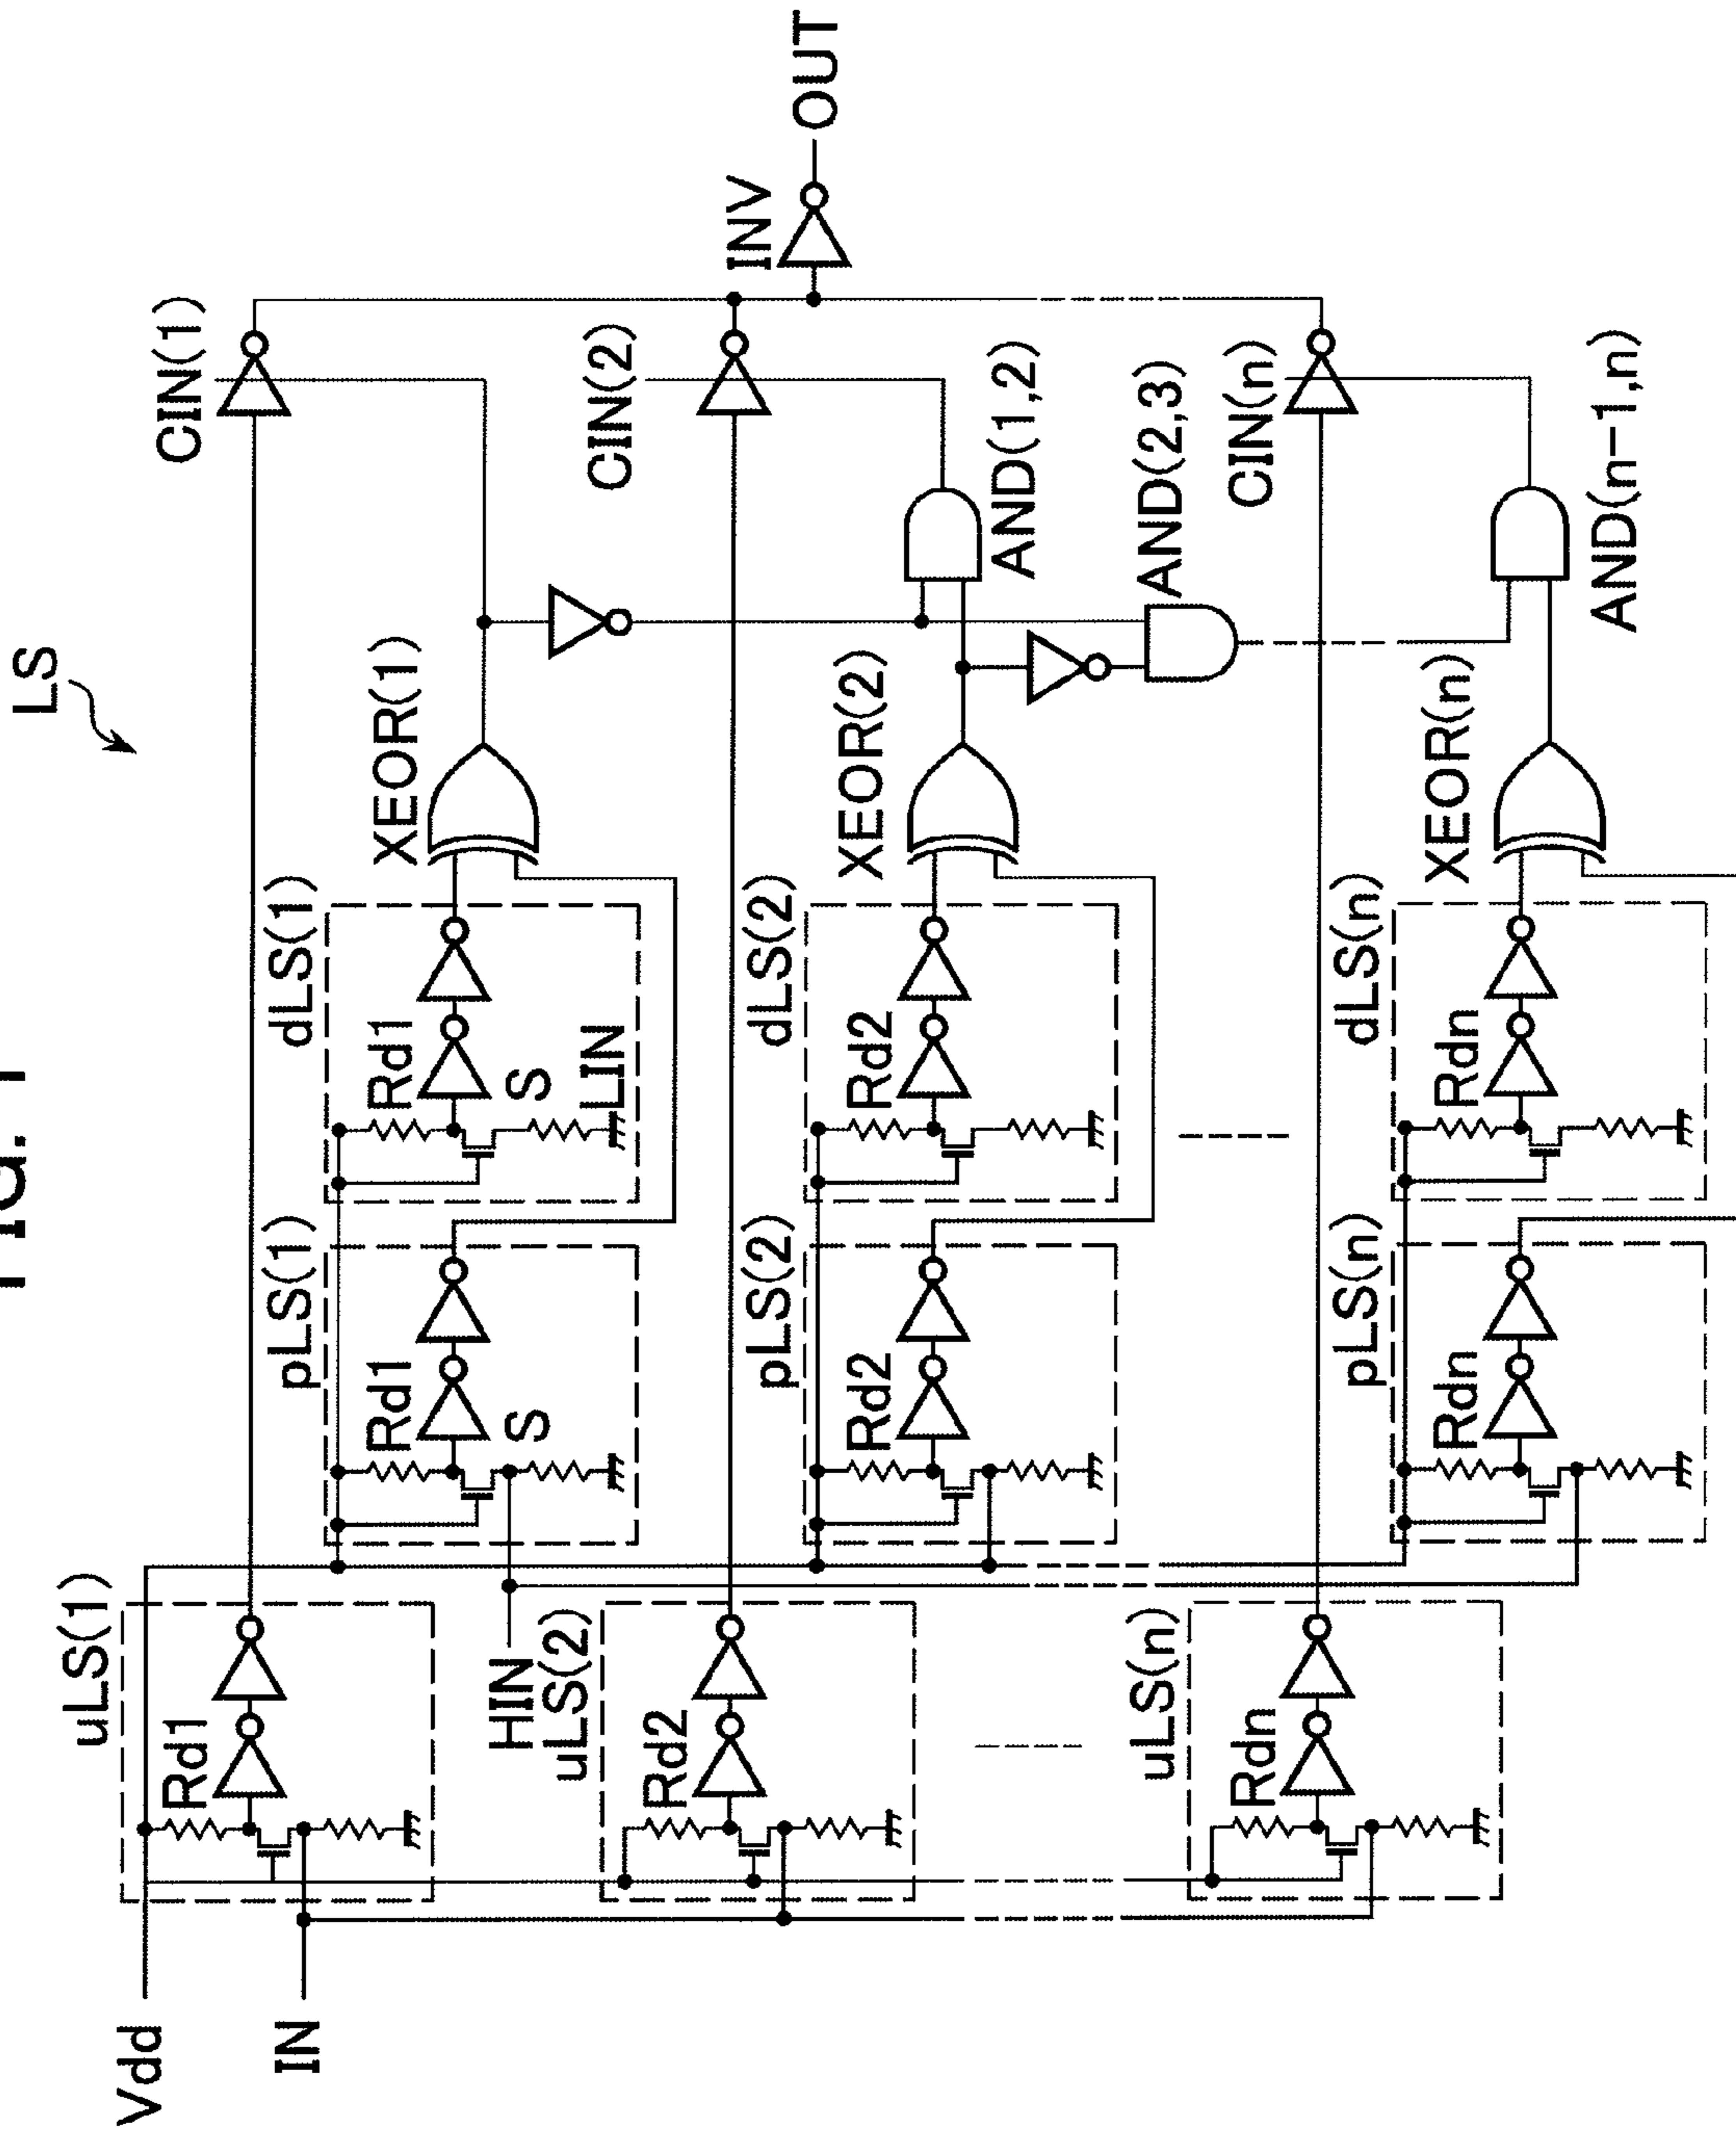 FIG. 1
LS
Vdd
IN
uLS(1)
Rd1
HIN
uLS(2)
Rd2
uLS(n)
Rdn
pLS(1)
Rd1
S
pLS(2)
Rd2
pLS(n)
Rdn
dLS(1)
Rd1
S
LIN
dLS(2)
Rd2
dLS(n)
Rdn
XEOR(1)
XEOR(2)
XEOR(n)
CIN(1)
CIN(2)
AND(1,2)
AND(2,3)
CIN(n)
AND(n-1,n)
INV
OUT